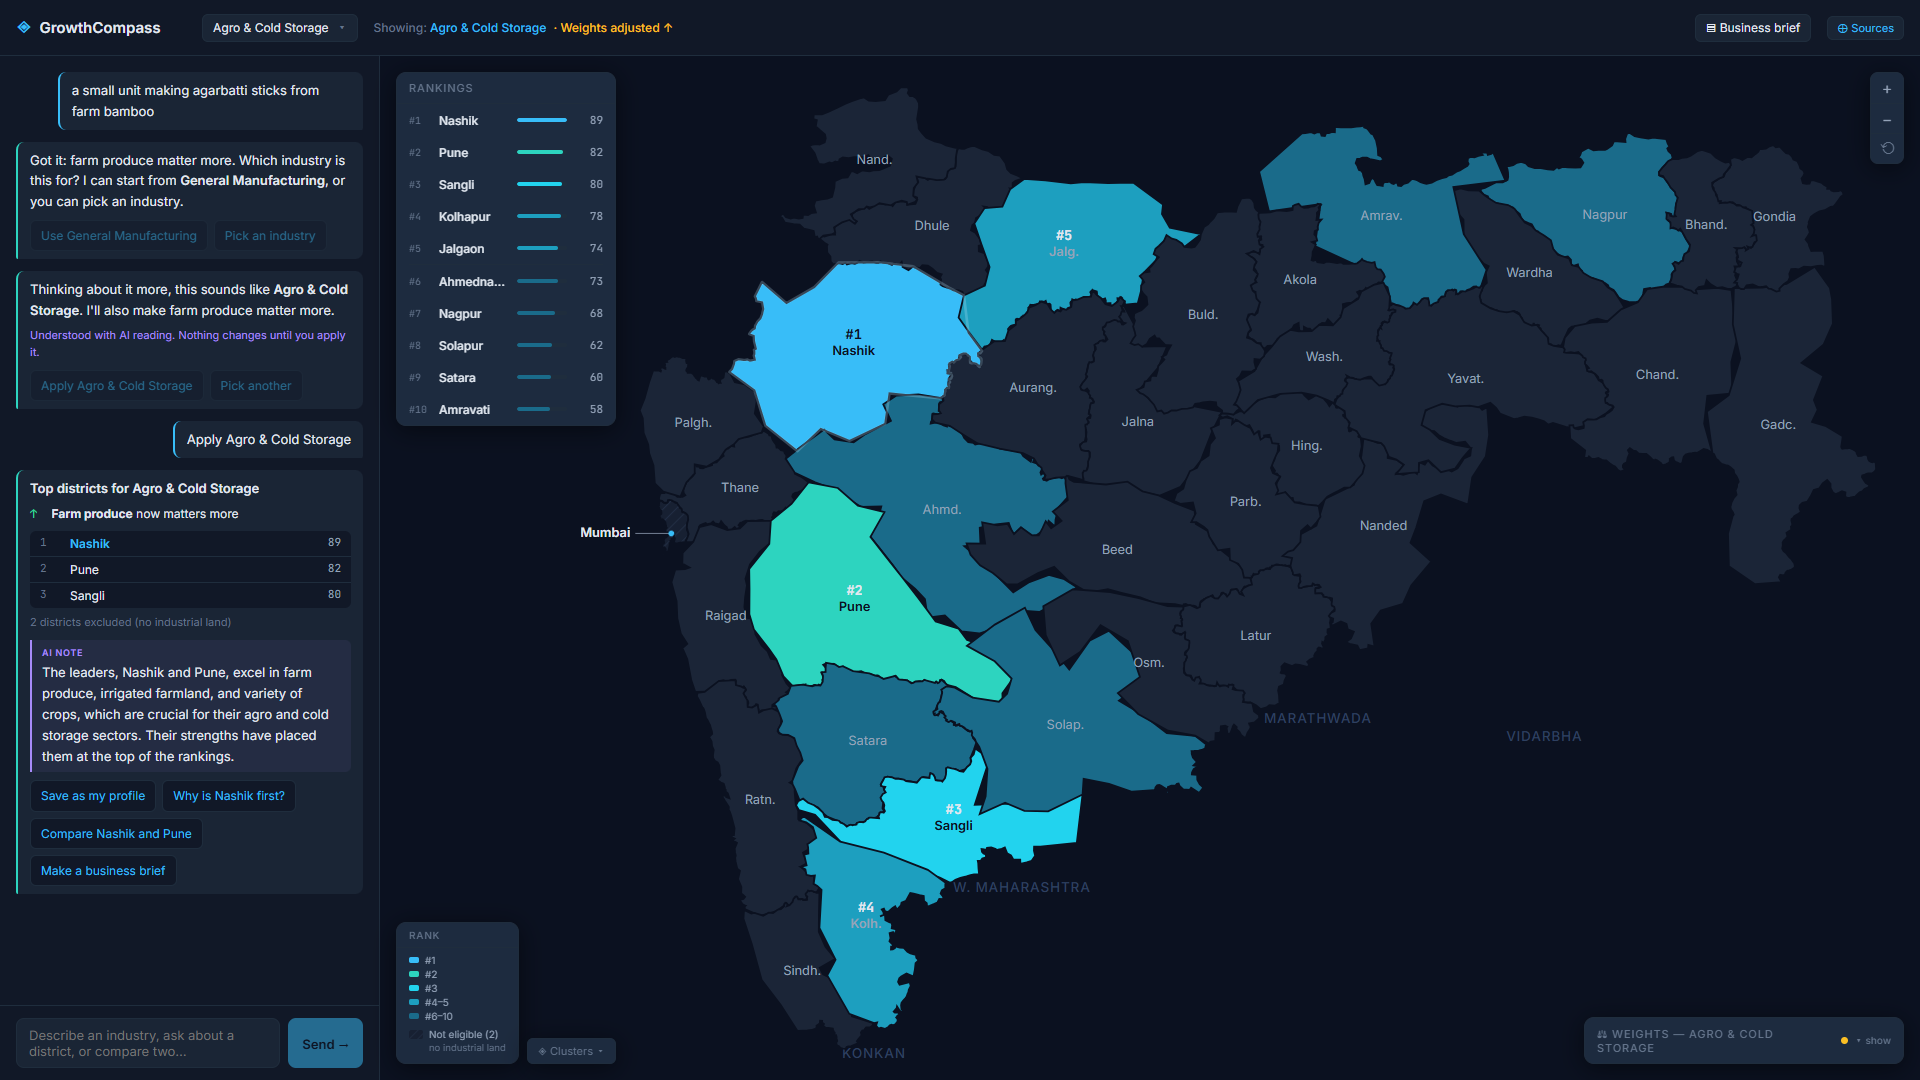 GrowthCompass
Agro & Cold Storage
Showing: Agro & Cold Storage · Weights adjusted ↑
Business brief
Sources
a small unit making agarbatti sticks from
farm bamboo
Got it: farm produce matter more. Which industry is
this for? I can start from General Manufacturing, or
you can pick an industry.
Use General Manufacturing
Pick an industry
Thinking about it more, this sounds like Agro & Cold
Storage. I'll also make farm produce matter more.
Understood with AI reading. Nothing changes until you apply
it.
Apply Agro & Cold Storage
Pick another
Apply Agro & Cold Storage
Top districts for Agro & Cold Storage
↑ Farm produce now matters more
1 Nashik 89
2 Pune 82
3 Sangli 80
2 districts excluded (no industrial land)
AI NOTE
The leaders, Nashik and Pune, excel in farm
produce, irrigated farmland, and variety of
crops, which are crucial for their agro and cold
storage sectors. Their strengths have placed
them at the top of the rankings.
Save as my profile
Why is Nashik first?
Compare Nashik and Pune
Make a business brief
Describe an industry, ask about a
district, or compare two...
Send →
RANKINGS
#1 Nashik 89
#2 Pune 82
#3 Sangli 80
#4 Kolhapur 78
#5 Jalgaon 74
#6 Ahmedna... 73
#7 Nagpur 68
#8 Solapur 62
#9 Satara 60
#10 Amravati 58
+
−
Nand.
Dhule
#5
Jalg.
Amrav.
Nagpur
Bhand.
Gondia
Akola
Wardha
Buld.
#1
Nashik
Wash.
Yavat.
Chand.
Aurang.
Palgh.
Jalna
Hing.
Gadc.
Thane
Ahmd.
Parb.
Nanded
Mumbai
Beed
#2
Pune
Raigad
Latur
Osm.
MARATHWADA
VIDARBHA
Solap.
Satara
Ratn.
#3
Sangli
W. MAHARASHTRA
#4
Kolh.
Sindh.
KONKAN
RANK
#1
#2
#3
#4–5
#6–10
Not eligible (2)
no industrial land
Clusters
WEIGHTS — AGRO & COLD
STORAGE
show